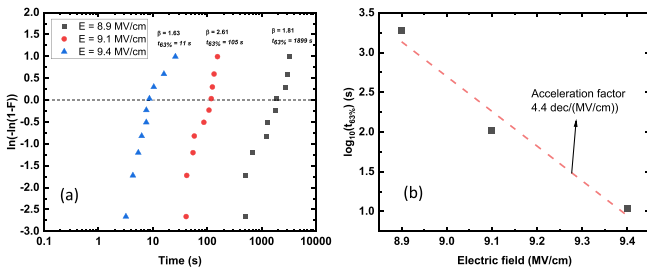 E = 8.9 MV/cm
E = 9.1 MV/cm
E = 9.4 MV/cm
β = 1.63
t63% = 11 s
β = 2.61
t63% = 105 s
β = 1.81
t63% = 1899 s
ln(-ln(1-F))
1.5
1.0
0.5
0.0
-0.5
-1.0
-1.5
-2.0
-2.5
-3.0
(a)
0.1
1
10
100
1000
10000
Time (s)
log10(t63%) (s)
3.5
3.0
2.5
2.0
1.5
1.0
Acceleration factor
4.4 dec/(MV/cm))
(b)
8.9
9.0
9.1
9.2
9.3
9.4
Electric field (MV/cm)